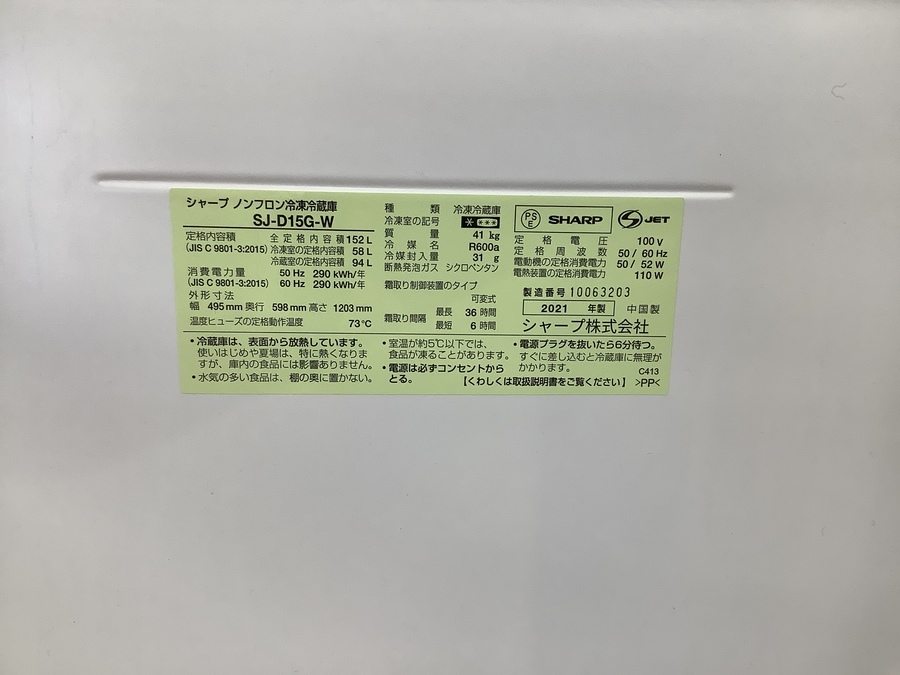 シャープ ノンフロン冷凍冷蔵庫
SJ-D15G-W
定格内容積 全定格内容積 152 L
(JIS C 9801-3:2015) 冷凍室の定格内容積 58 L
冷蔵室の定格内容積 94 L
消費電力量 50 Hz 290 kWh/年
(JIS C 9801-3:2015) 60 Hz 290 kWh/年
外形寸法
幅 495 mm 奥行 598 mm 高さ 1203 mm
温度ヒューズの定格動作温度 73℃
種類 冷凍冷蔵庫
冷凍室の記号 ****
質量 41 kg
冷媒名 R600a
冷媒封入量 31 g
断熱発泡ガス シクロペンタン
霜取り制御装置のタイプ
可変式
霜取り間隔 最長 36 時間
最短 6 時間
PSE SHARP S JET
定格電圧 100 V
定格周波数 50 / 60 Hz
電動機の定格消費電力 50 / 52 W
電熱装置の定格消費電力 110 W
製造番号 10063203
2021 年製 中国製
シャープ株式会社
・冷蔵庫は、表面から放熱しています。
使いはじめや夏場は、特に熱くなりま
すが、庫内の食品には影響ありません。
・水気の多い食品は、棚の奥に置かない。
・室温が約5℃以下では、
食品が凍ることがあります。
・電源は必ずコンセントから
とる。
・電源プラグを抜いたら6分待つ。
すぐに差し込むと冷蔵庫に無理が
かかります。
C413
【くわしくは取扱説明書をご覧ください】 >PP<